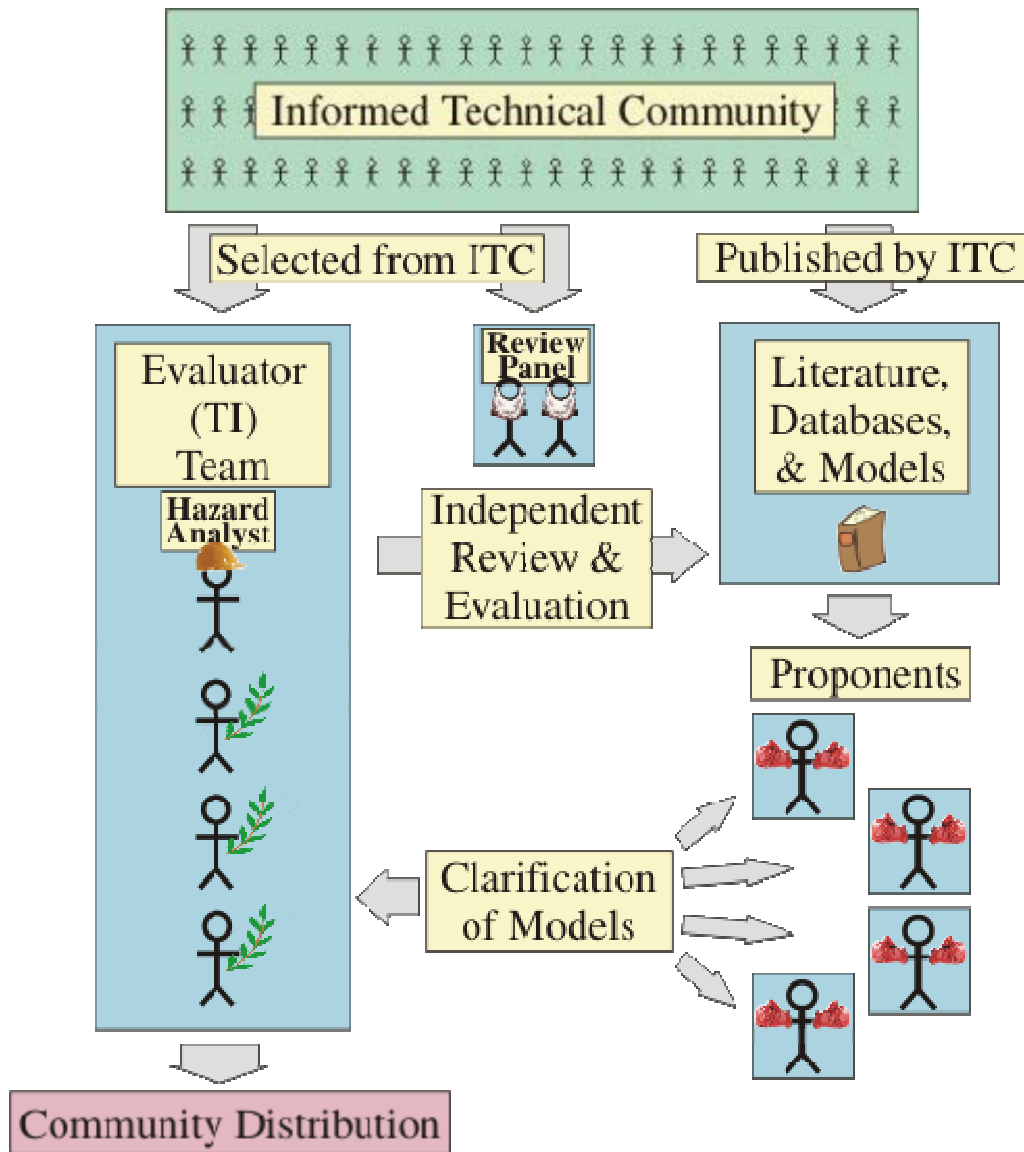 Informed Technical Community
Selected from ITC
Published by ITC
Evaluator
(TI)
Team
Review
Panel
Literature,
Databases,
& Models
Hazard
Analyst
Independent
Review &
Evaluation
Proponents
Clarification
of Models
Community Distribution